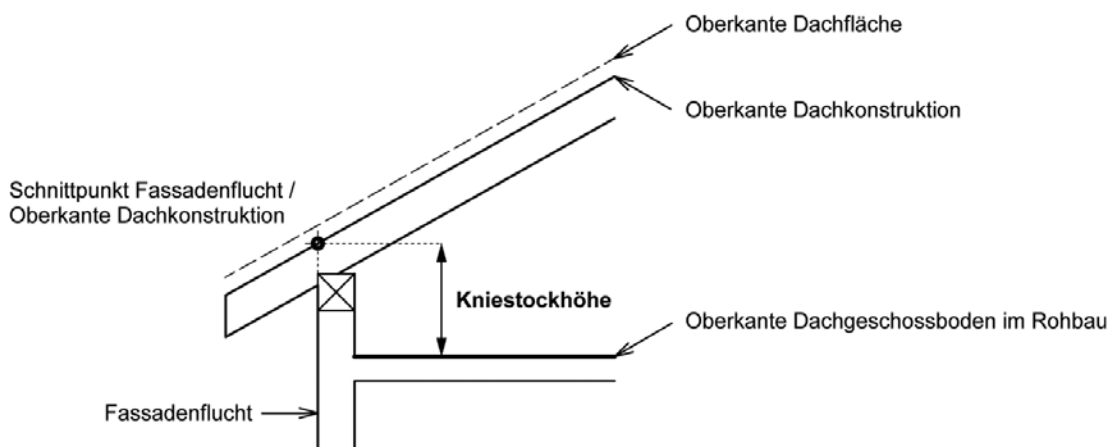 Oberkante Dachfläche
Oberkante Dachkonstruktion
Schnittpunkt Fassadenflucht /
Oberkante Dachkonstruktion
Kniestockhöhe
Oberkante Dachgeschossboden im Rohbau
Fassadenflucht